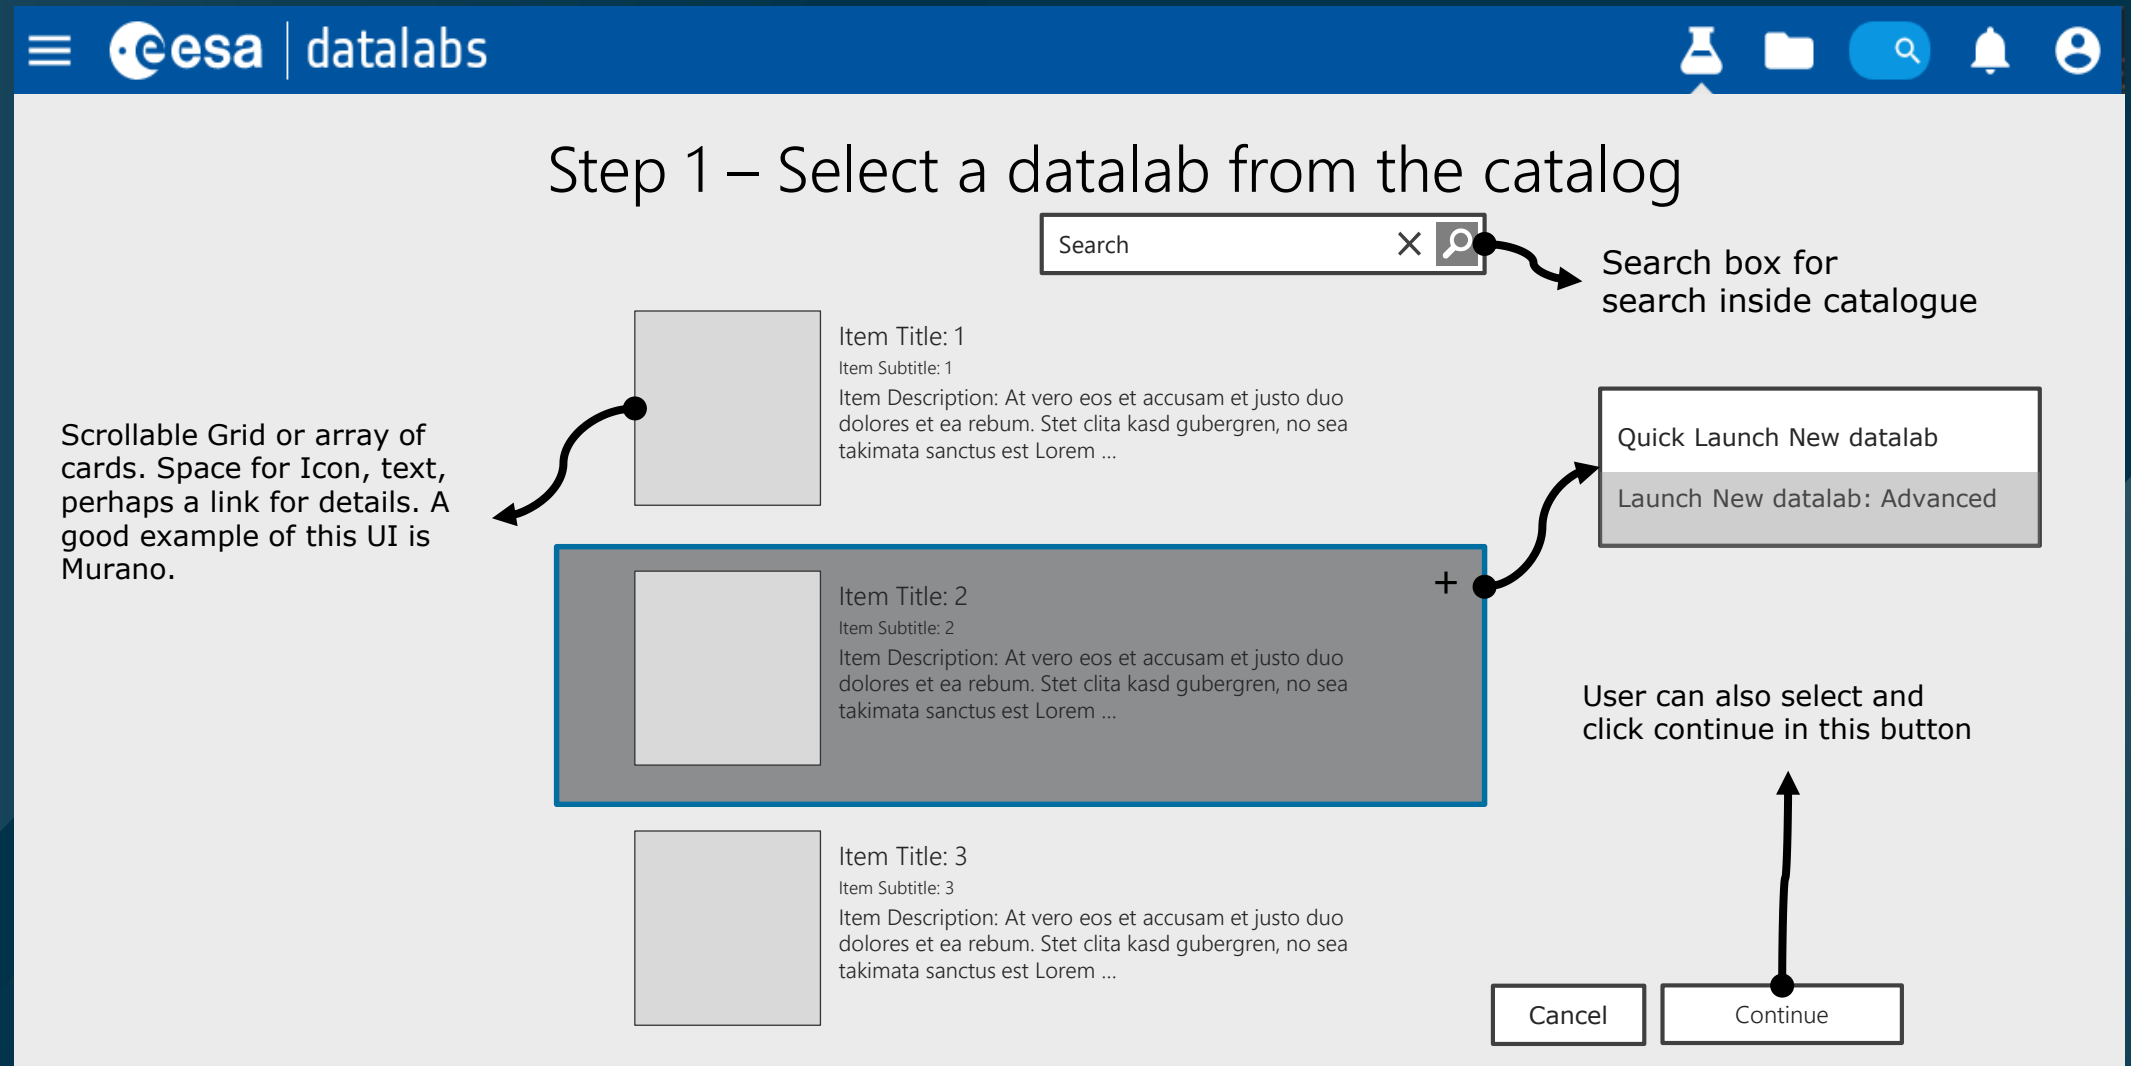 esa datalabs
Step 1 – Select a datalab from the catalog
Search
Search box for
search inside catalogue
Item Title: 1
Item Subtitle: 1
Item Description: At vero eos et accusam et justo duo
dolores et ea rebum. Stet clita kasd gubergren, no sea
takimata sanctus est Lorem ...
Scrollable Grid or array of
cards. Space for Icon, text,
perhaps a link for details. A
good example of this UI is
Murano.
Quick Launch New datalab
Launch New datalab: Advanced
Item Title: 2
Item Subtitle: 2
Item Description: At vero eos et accusam et justo duo
dolores et ea rebum. Stet clita kasd gubergren, no sea
takimata sanctus est Lorem ...
User can also select and
click continue in this button
Item Title: 3
Item Subtitle: 3
Item Description: At vero eos et accusam et justo duo
dolores et ea rebum. Stet clita kasd gubergren, no sea
takimata sanctus est Lorem ...
Cancel
Continue